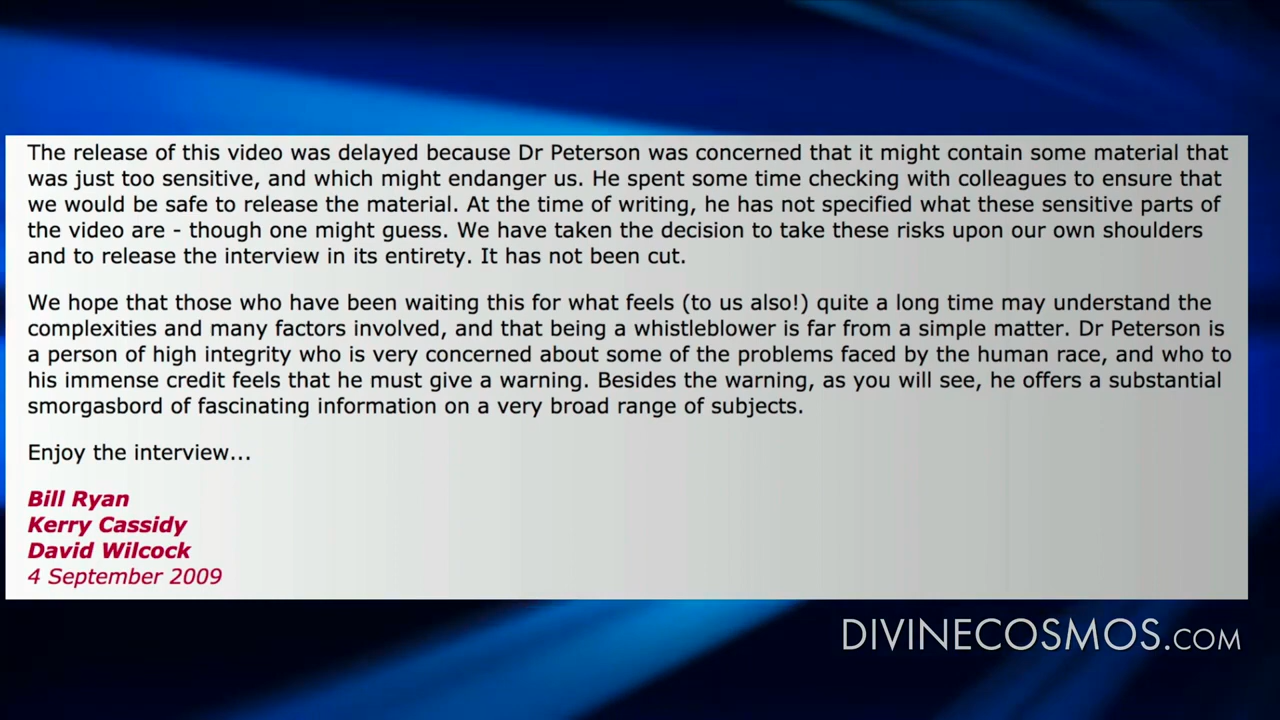 The release of this video was delayed because Dr Peterson was concerned that it might contain some material that
was just too sensitive, and which might endanger us. He spent some time checking with colleagues to ensure that
we would be safe to release the material. At the time of writing, he has not specified what these sensitive parts of
the video are - though one might guess. We have taken the decision to take these risks upon our own shoulders
and to release the interview in its entirety. It has not been cut.
We hope that those who have been waiting this for what feels (to us also!) quite a long time may understand the
complexities and many factors involved, and that being a whistleblower is far from a simple matter. Dr Peterson is
a person of high integrity who is very concerned about some of the problems faced by the human race, and who to
his immense credit feels that he must give a warning. Besides the warning, as you will see, he offers a substantial
smorgasbord of fascinating information on a very broad range of subjects.
Enjoy the interview...
Bill Ryan
Kerry Cassidy
David Wilcock
4 September 2009
DIVINECOSMOS.COM